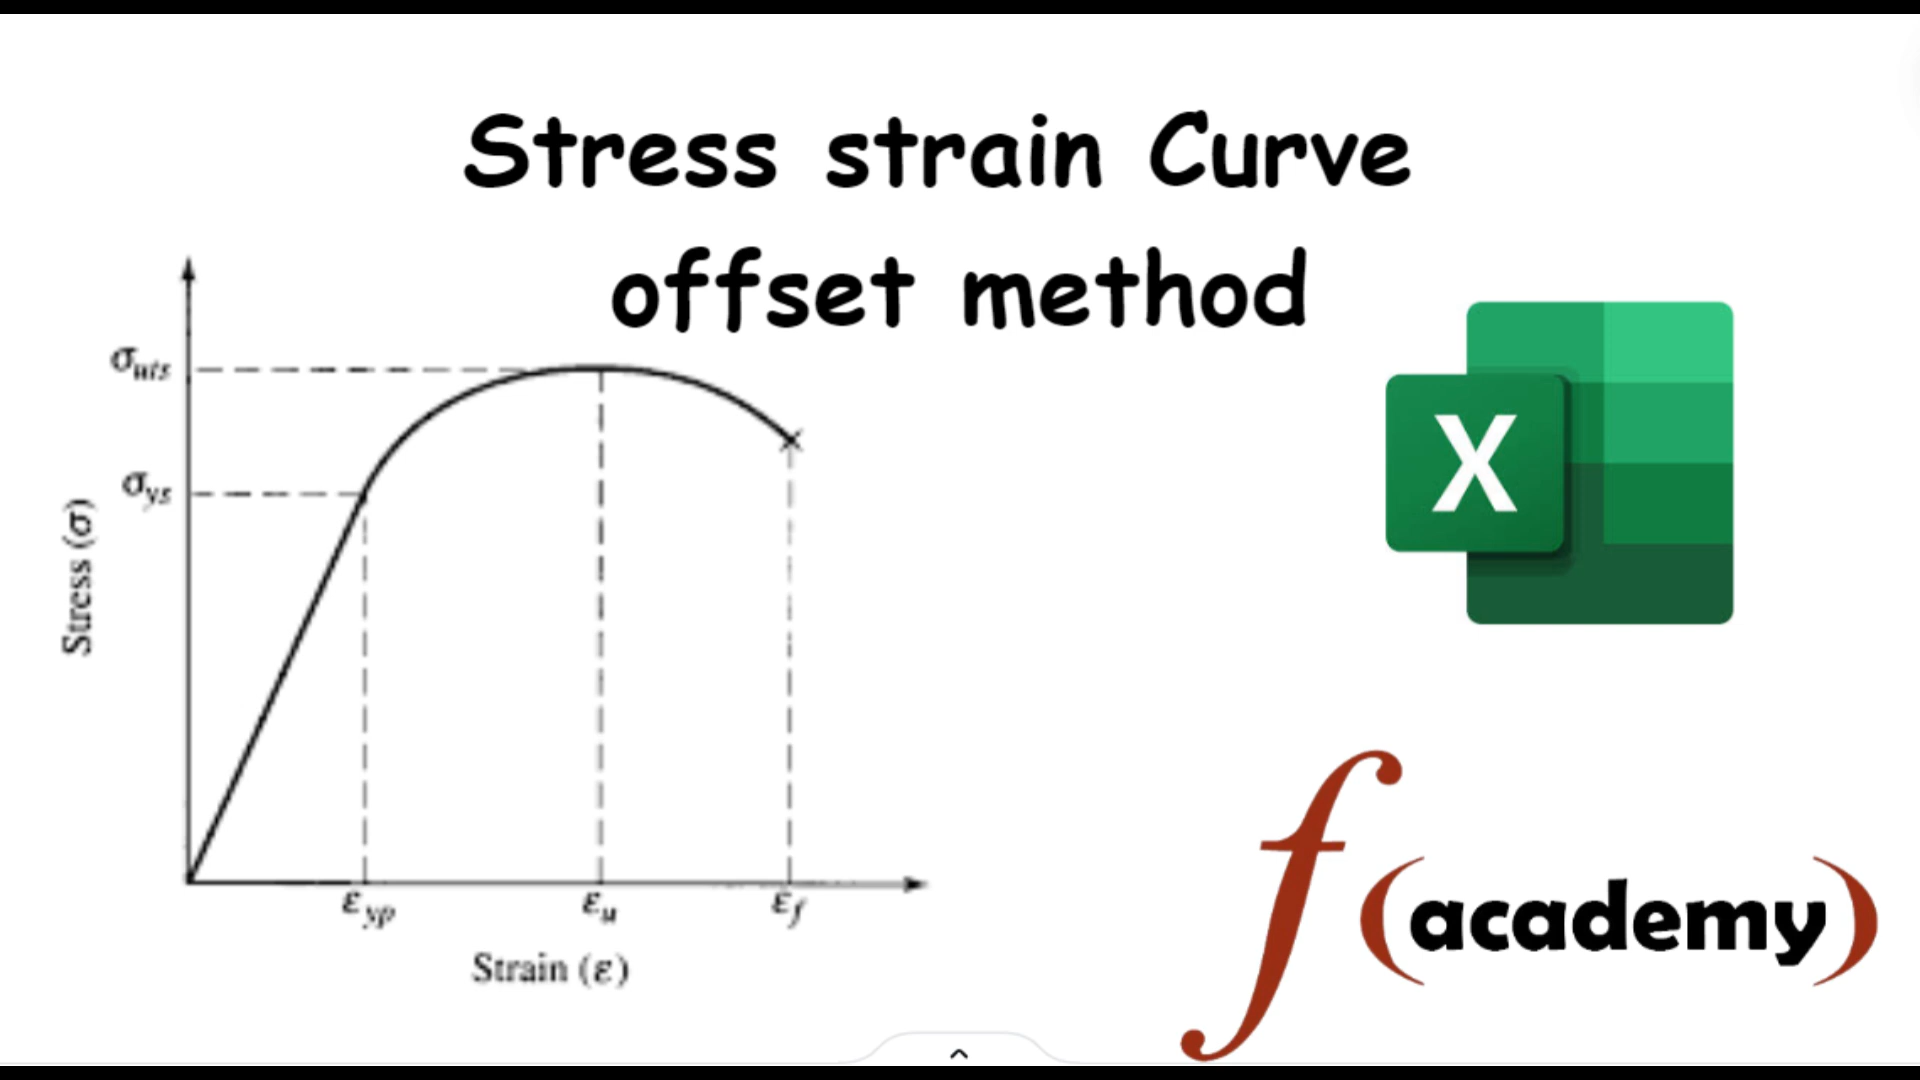 Stress strain Curve
offset method
σuts
σys
Stress (σ)
εyp
εu
εf
Strain (ε)
X
f(academy)